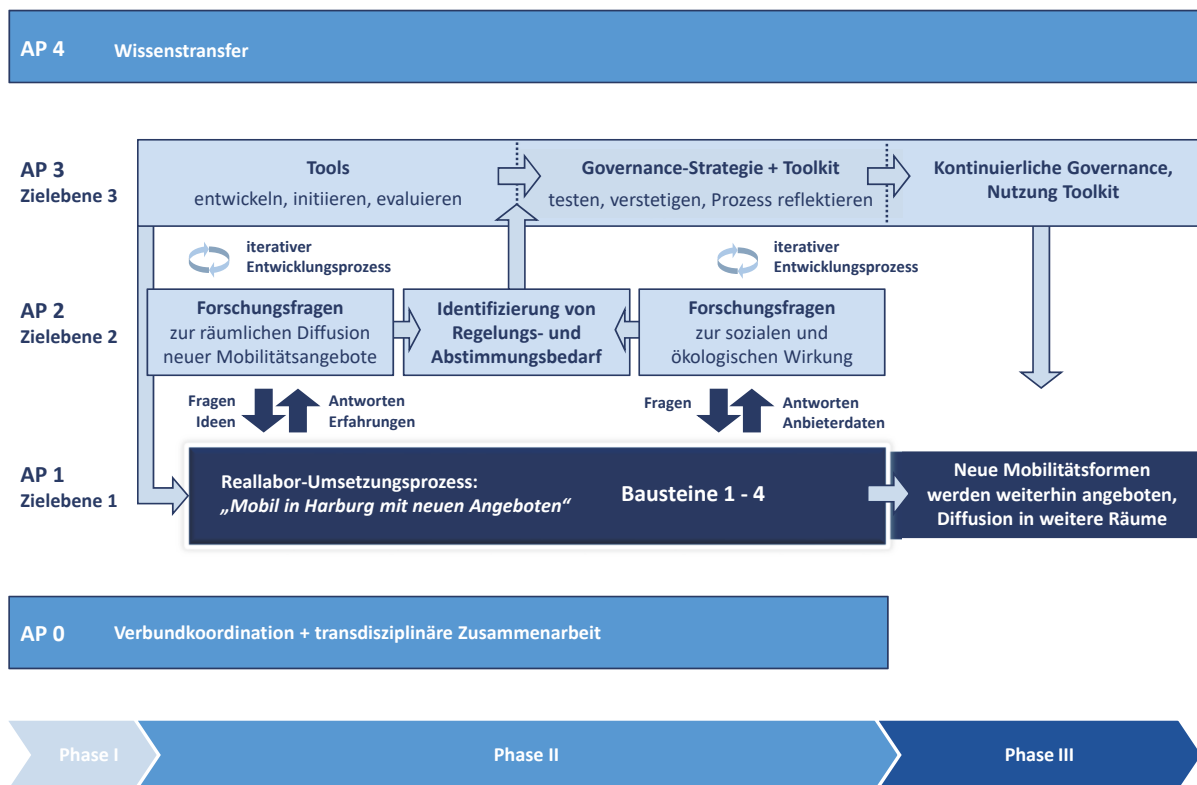 AP 4
Wissenstransfer
AP 3
Zielebene 3
Tools
entwickeln, initiieren, evaluieren
Governance-Strategie + Toolkit
testen, verstetigen, Prozess reflektieren
Kontinuierliche Governance,
Nutzung Toolkit
iterativer
Entwicklungsprozess
iterativer
Entwicklungsprozess
AP 2
Zielebene 2
Forschungsfragen
zur räumlichen Diffusion
neuer Mobilitätsangebote
Identifizierung von
Regelungs- und
Abstimmungsbedarf
Forschungsfragen
zur sozialen und
ökologischen Wirkung
Fragen
Ideen
Antworten
Erfahrungen
Fragen
Antworten
Anbieterdaten
AP 1
Zielebene 1
Reallabor-Umsetzungsprozess:
„Mobil in Harburg mit neuen Angeboten“
Bausteine 1 - 4
Neue Mobilitätsformen
werden weiterhin angeboten,
Diffusion in weitere Räume
AP 0
Verbundkoordination + transdisziplinäre Zusammenarbeit
Phase I
Phase II
Phase III